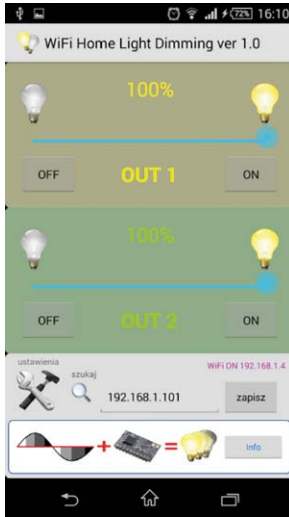 72% 16:10
WiFi Home Light Dimming ver 1.0
100%
OFF OUT 1 ON
100%
OFF OUT 2 ON
ustawienia
WiFi ON 192.168.1.4
szukaj
192.168.1.101 zapisz
+ = Info